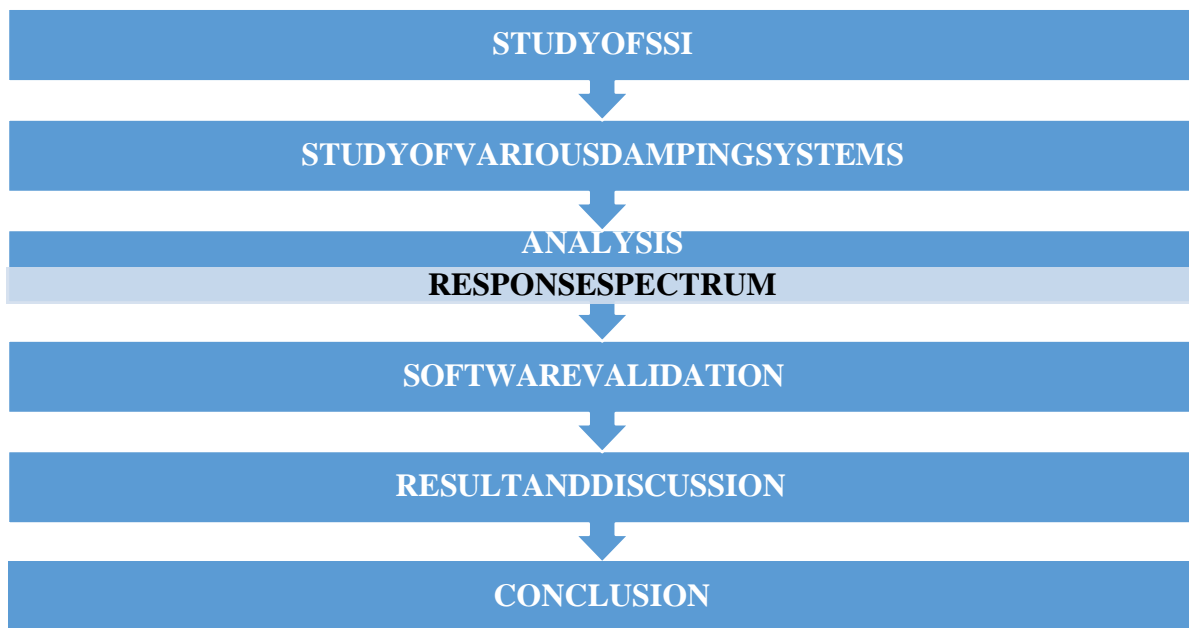 STUDYOFSSI
STUDYOFVARIOUSDAMPINGSYSTEMS
ANALYSIS
RESPONSESPECTRUM
SOFTWAREVALIDATION
RESULTANDDISCUSSION
CONCLUSION